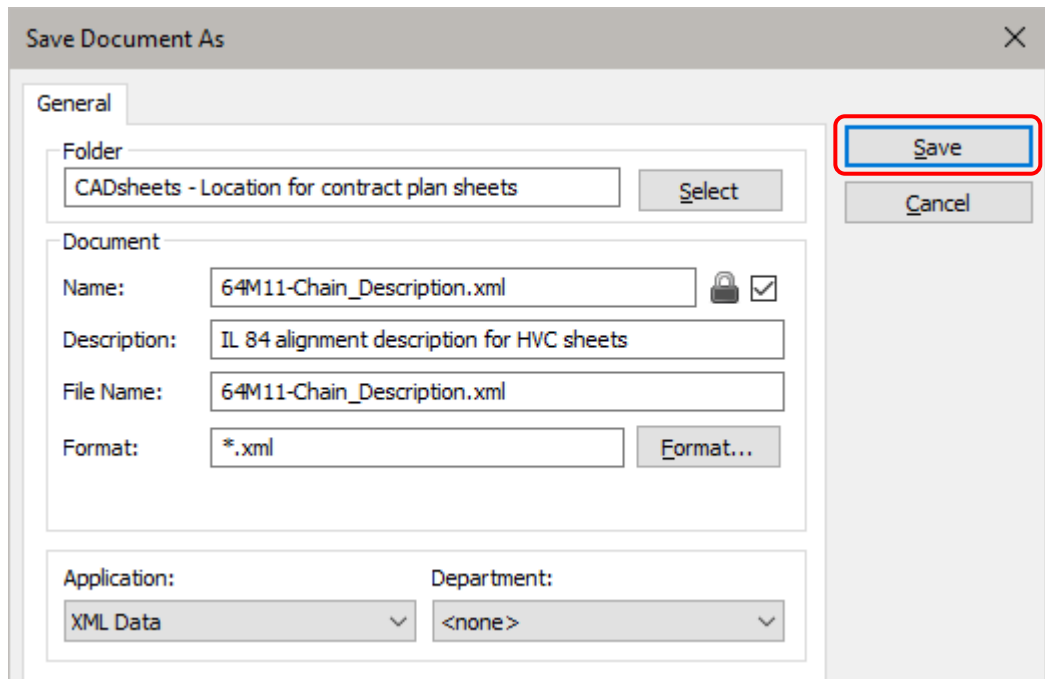 Save Document As
General
Folder
CADsheets - Location for contract plan sheets
Select
Save
Cancel
Document
Name:
64M11-Chain_Description.xml
Description:
IL 84 alignment description for HVC sheets
File Name:
64M11-Chain_Description.xml
Format:
*.xml
Format...
Application:
Department:
XML Data
<none>